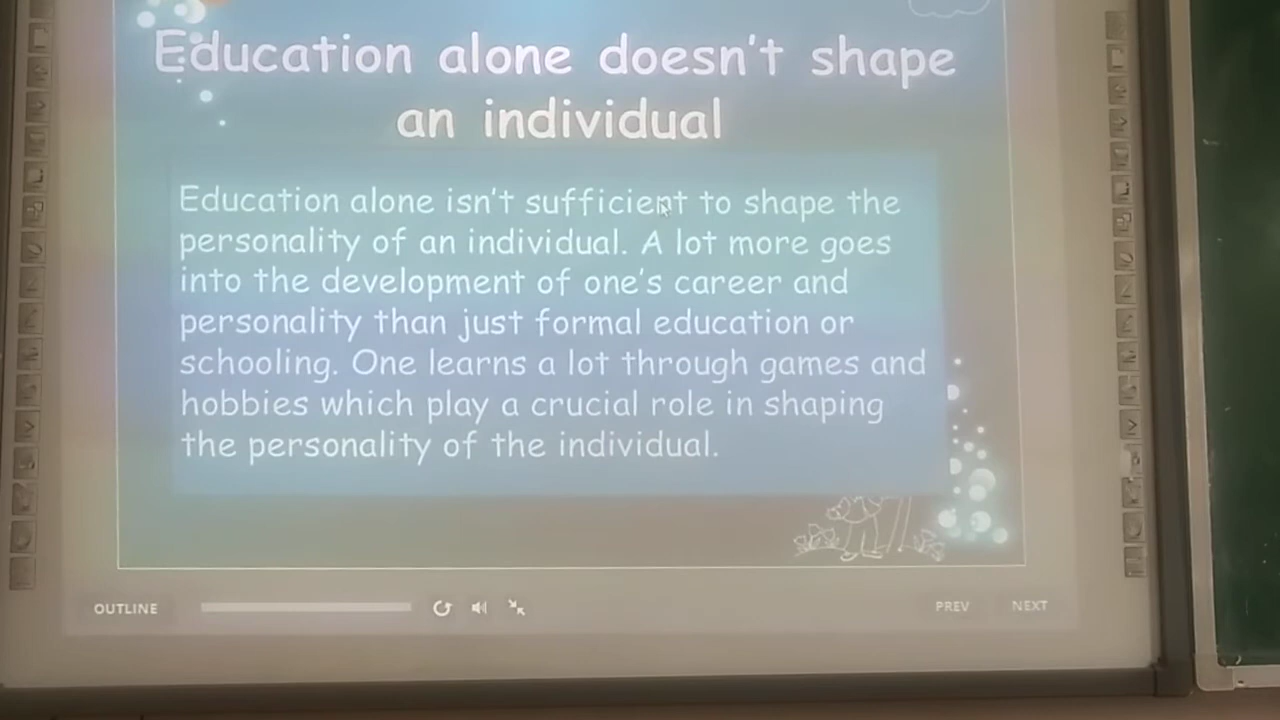 Education alone doesn't shape
an individual
Education alone isn't sufficient to shape the
personality of an individual. A lot more goes
into the development of one's career and
personality than just formal education or
schooling. One learns a lot through games and
hobbies which play a crucial role in shaping
the personality of the individual.
OUTLINE
PREV
NEXT